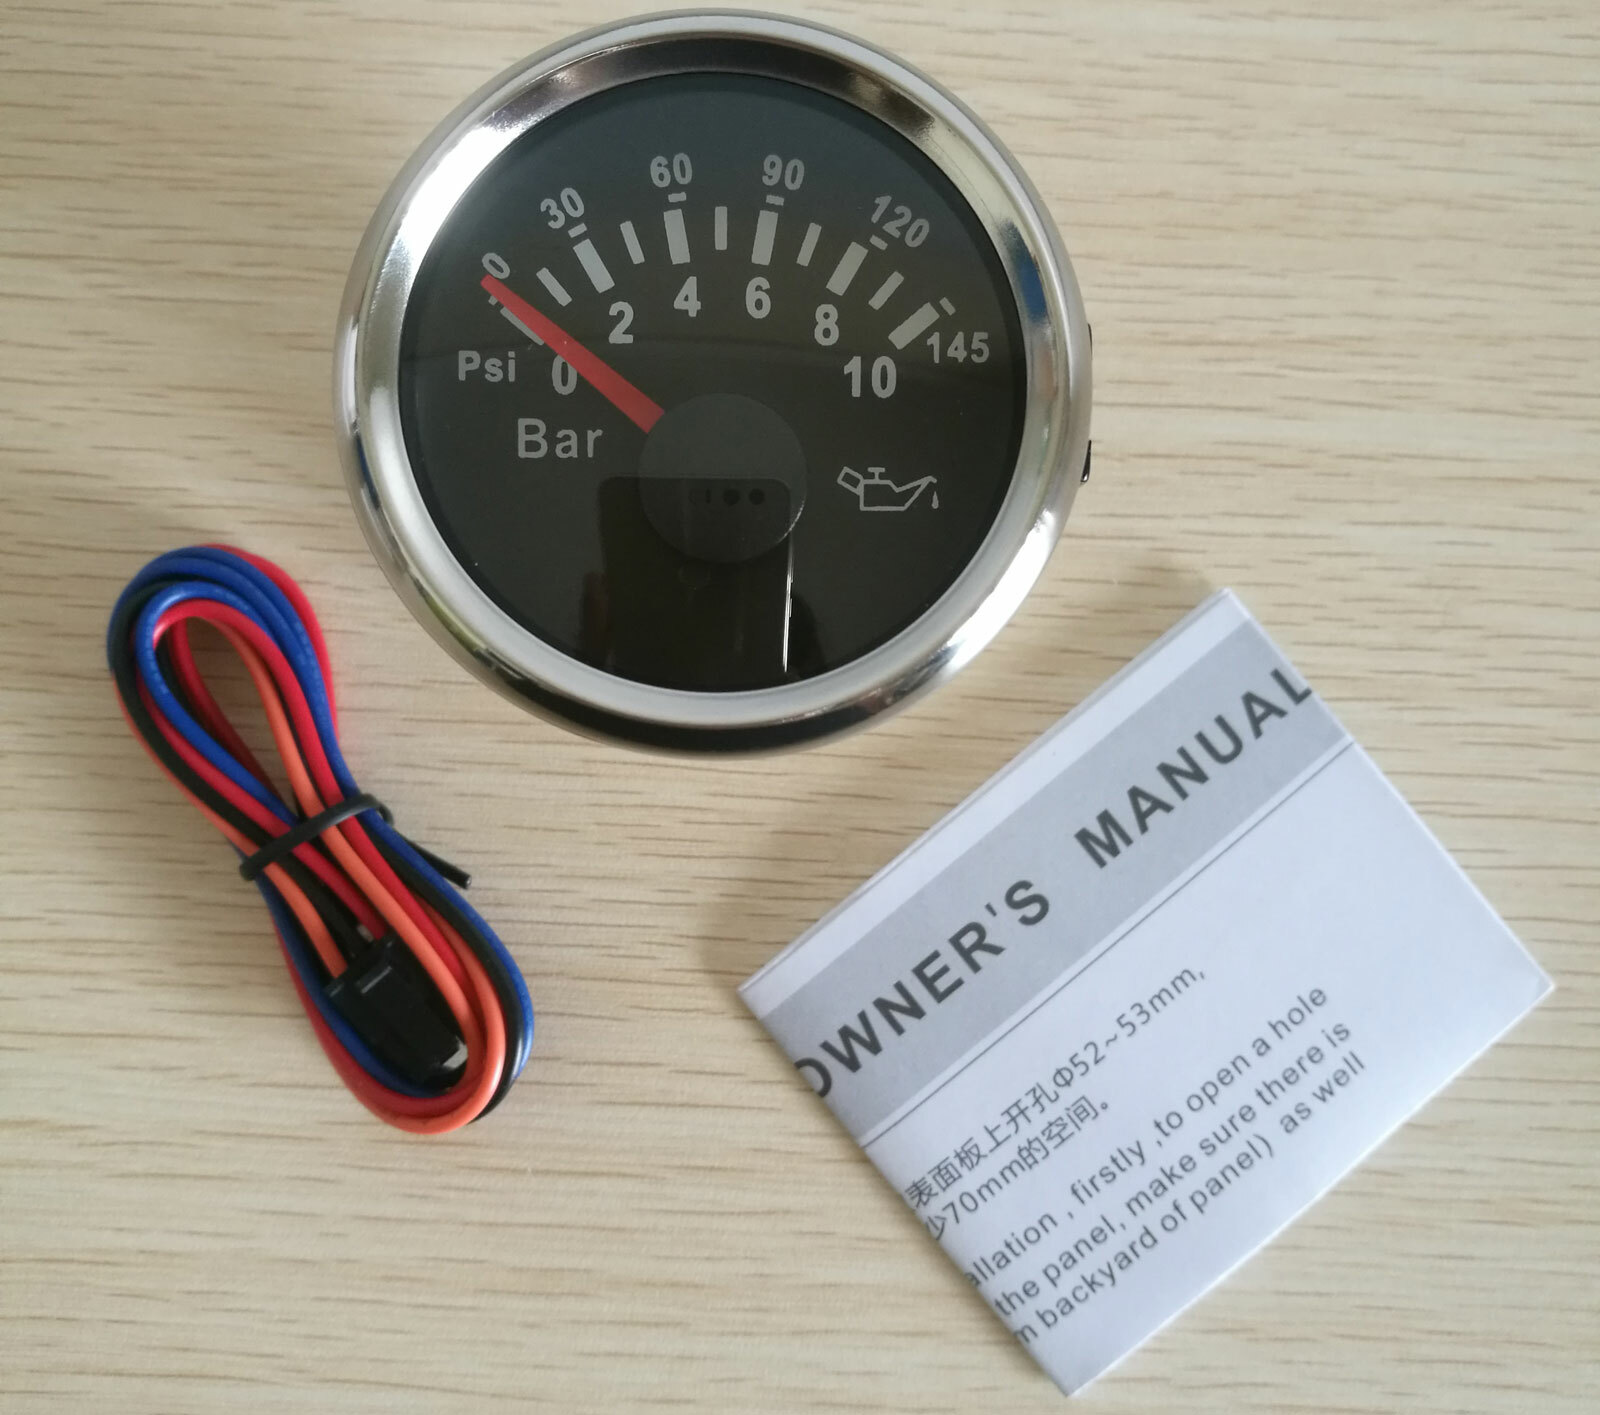 0 30 60 90 120 145
Psi
0 2 4 6 8 10
Bar
OWNER'S MANUAL
表面板上开孔Φ52~53mm,
少70mm的空间。
allation , firstly ,to open a hole
the panel, make sure there is
m backyard of panel) as well